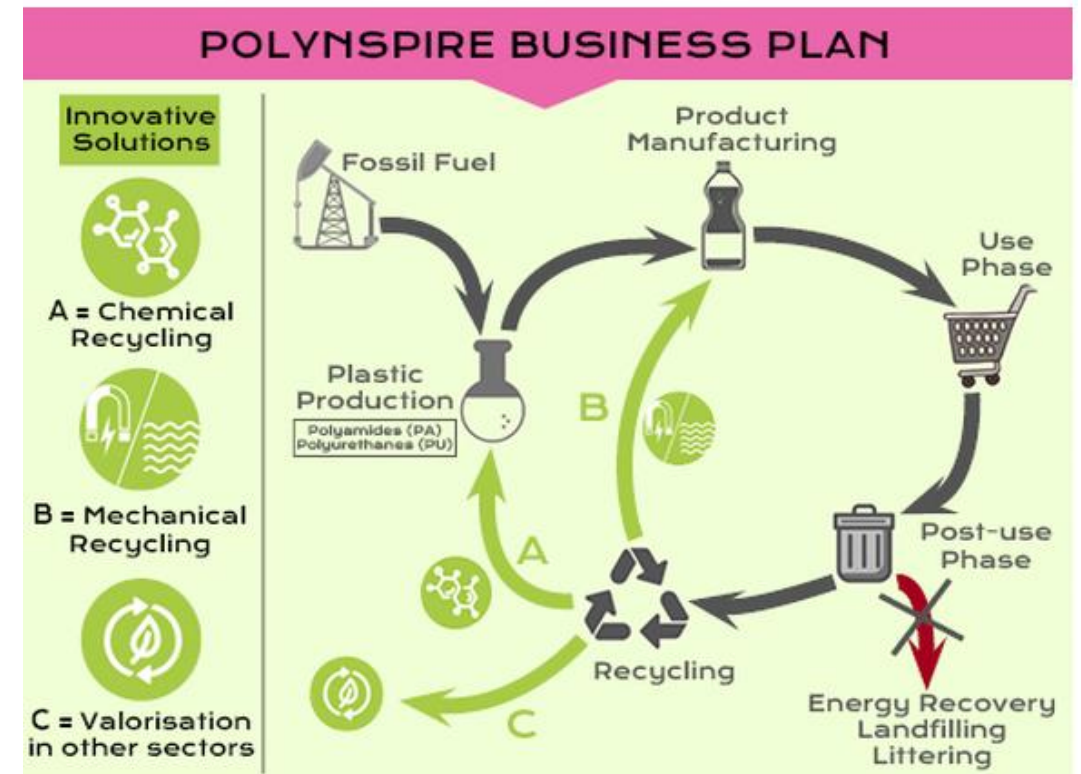 POLYNSPIRE BUSINESS PLAN
Innovative
Solutions
A = Chemical
Recycling
B = Mechanical
Recycling
C = Valorisation
in other sectors
Fossil Fuel
Product
Manufacturing
Use
Phase
Plastic
Production
Polyamides (PA)
Polyurethanes (PU)
B
A
Post-use
Phase
Recycling
C
Energy Recovery
Landfilling
Littering